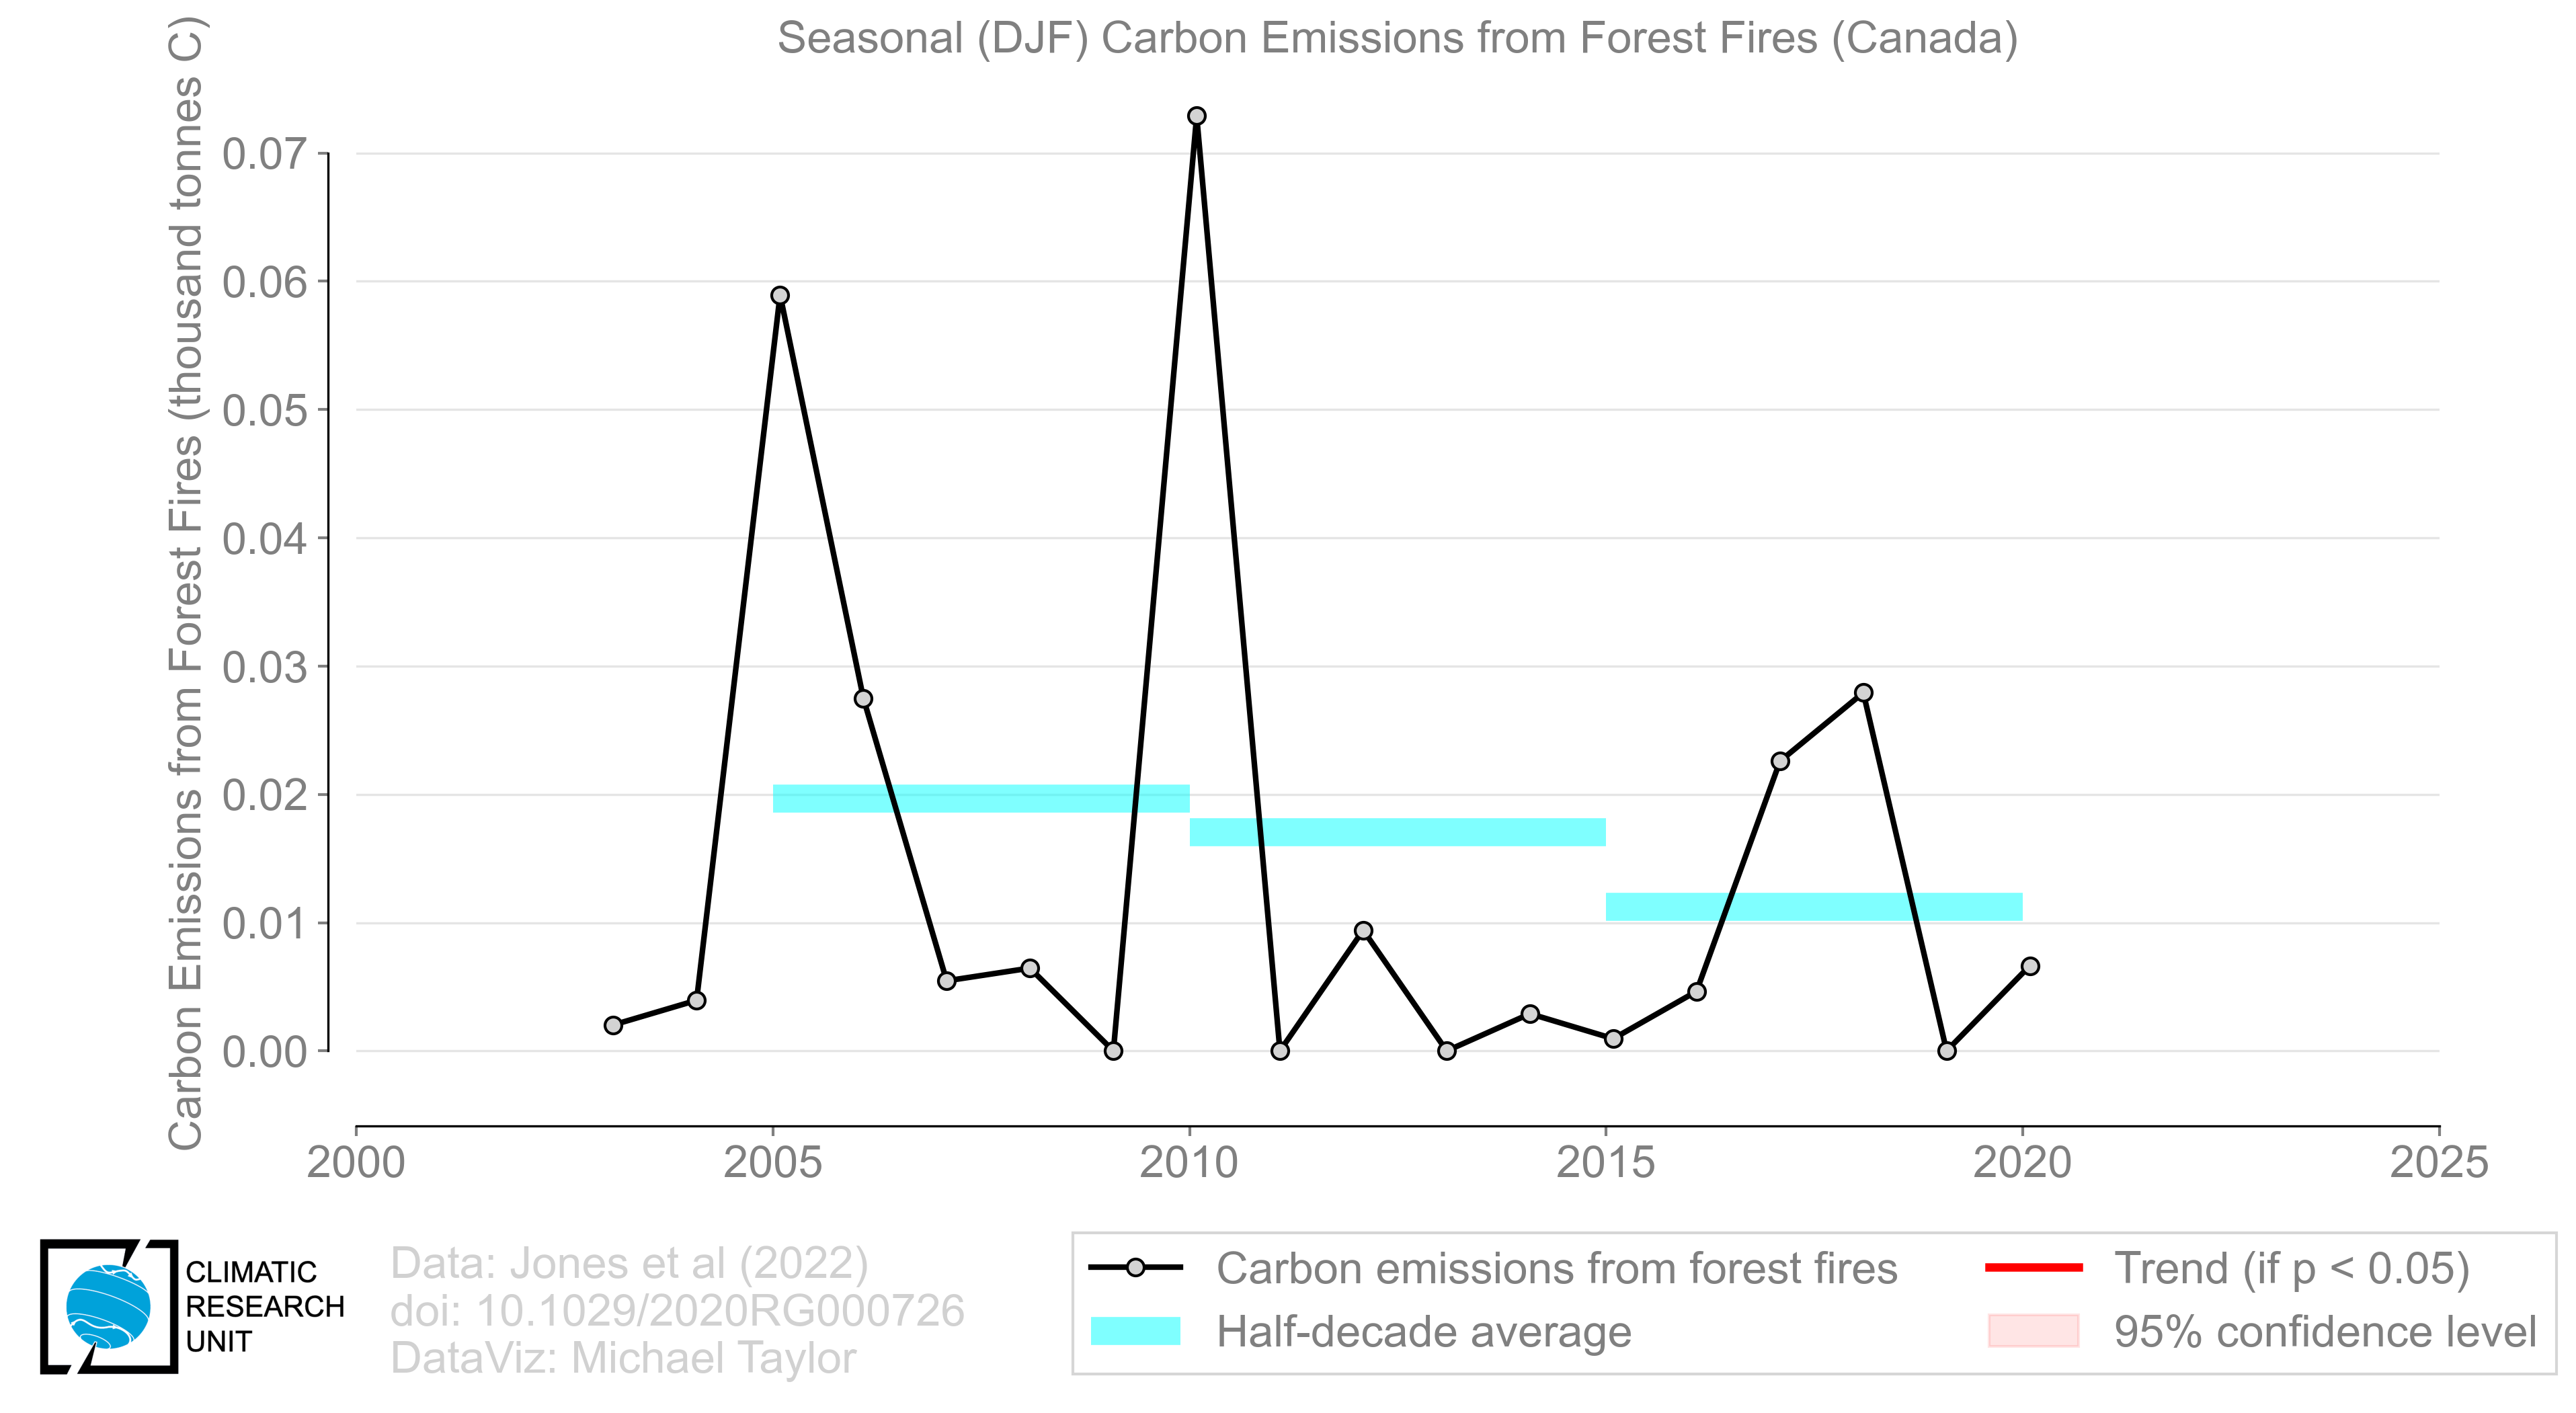 Seasonal (DJF) Carbon Emissions from Forest Fires (Canada)
Carbon Emissions from Forest Fires (thousand tonnes C)
0.07
0.06
0.05
0.04
0.03
0.02
0.01
0.00
2000 2005 2010 2015 2020 2025
CLIMATIC
RESEARCH
UNIT
Data: Jones et al (2022)
doi: 10.1029/2020RG000726
DataViz: Michael Taylor
Carbon emissions from forest fires
Half-decade average
Trend (if p < 0.05)
95% confidence level